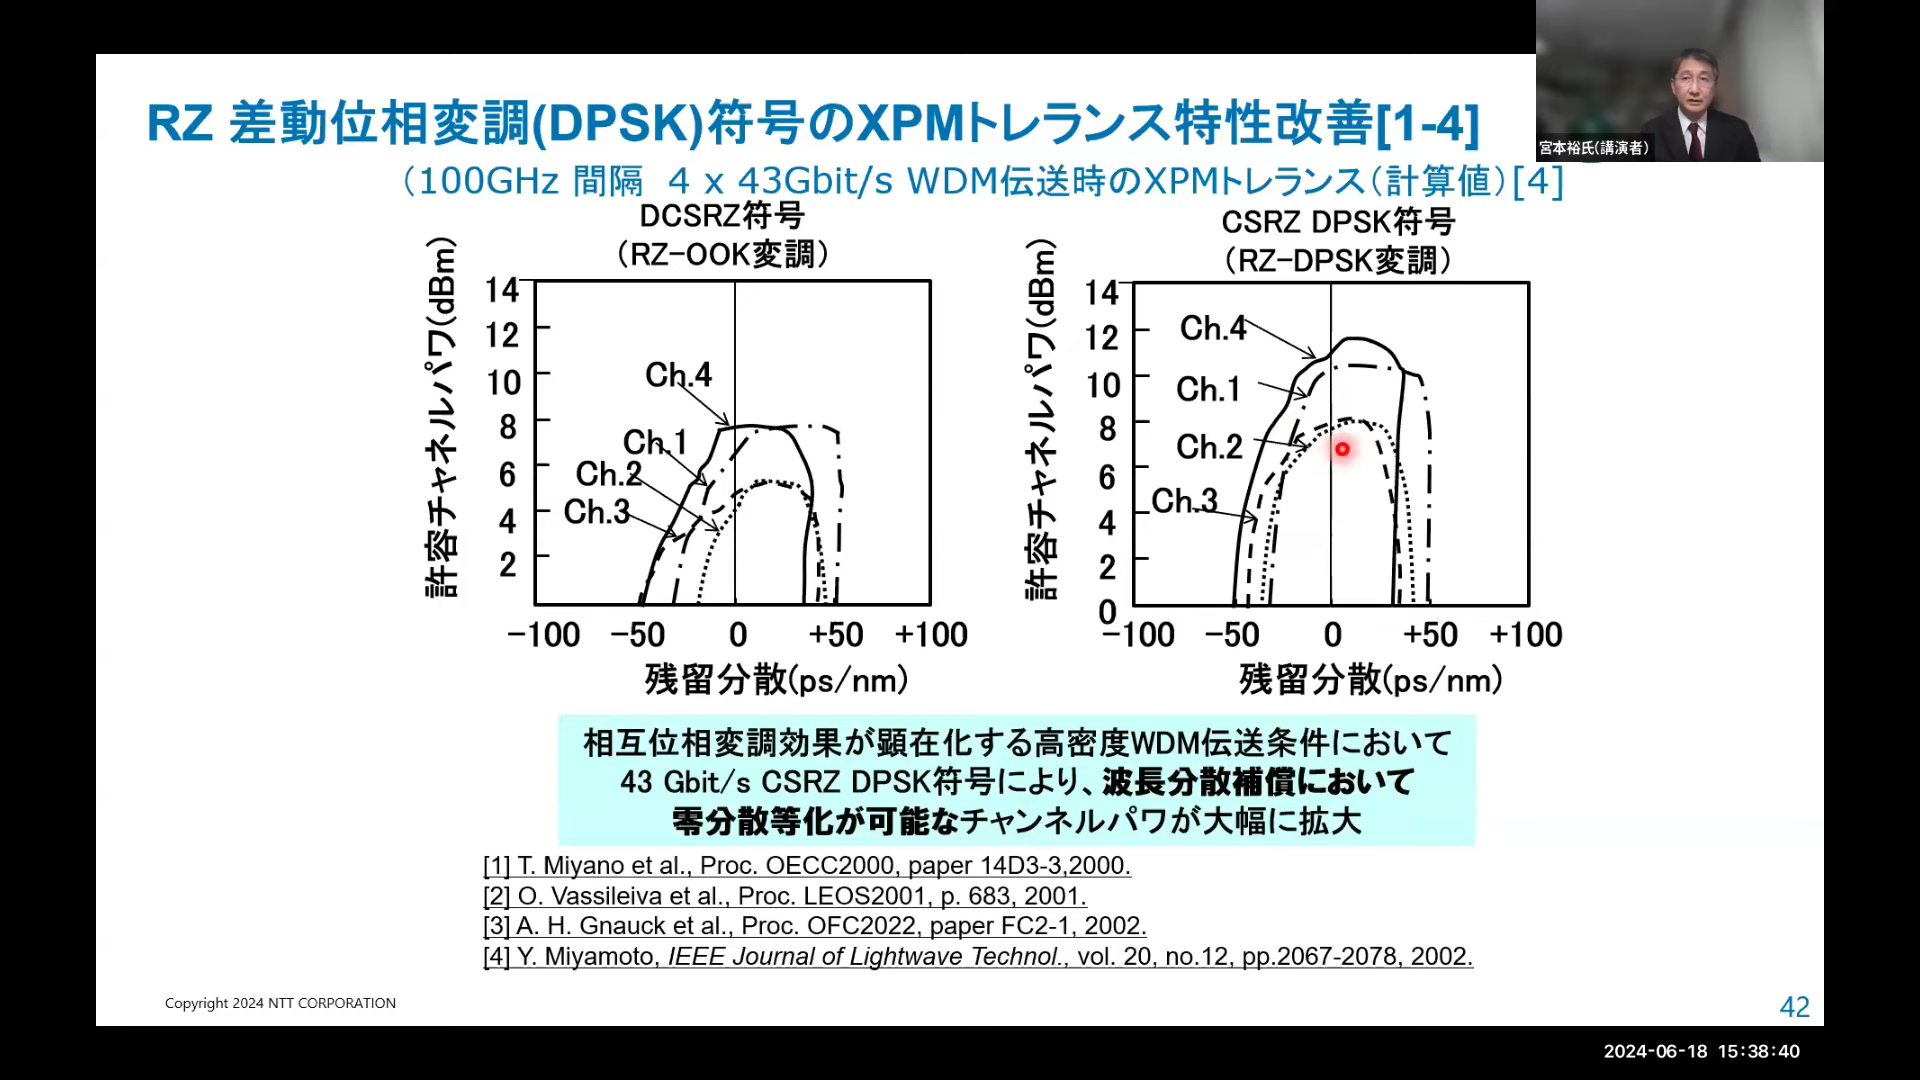 RZ 差動位相変調(DPSK)符号のXPMトレランス特性改善[1-4]
（100GHz 間隔 4 x 43Gbit/s WDM伝送時のXPMトレランス（計算値）[4]
宮本裕氏（講演者）
DCSRZ符号
（RZ-OOK変調）
許容チャネルパワ(dBm)
14
12
10
8
6
4
2
Ch.4
Ch.1
Ch.2
Ch.3
-100 -50 0 +50 +100
残留分散(ps/nm)
CSRZ DPSK符号
（RZ-DPSK変調）
許容チャネルパワ(dBm)
14
12
10
8
6
4
2
0
Ch.4
Ch.1
Ch.2
Ch.3
-100 -50 0 +50 +100
残留分散(ps/nm)
相互位相変調効果が顕在化する高密度WDM伝送条件において
43 Gbit/s CSRZ DPSK符号により、波長分散補償において
零分散等化が可能なチャンネルパワが大幅に拡大
[1] T. Miyano et al., Proc. OECC2000, paper 14D3-3,2000.
[2] O. Vassileiva et al., Proc. LEOS2001, p. 683, 2001.
[3] A. H. Gnauck et al., Proc. OFC2022, paper FC2-1, 2002.
[4] Y. Miyamoto, IEEE Journal of Lightwave Technol., vol. 20, no.12, pp.2067-2078, 2002.
Copyright 2024 NTT CORPORATION
42
2024-06-18 15:38:40